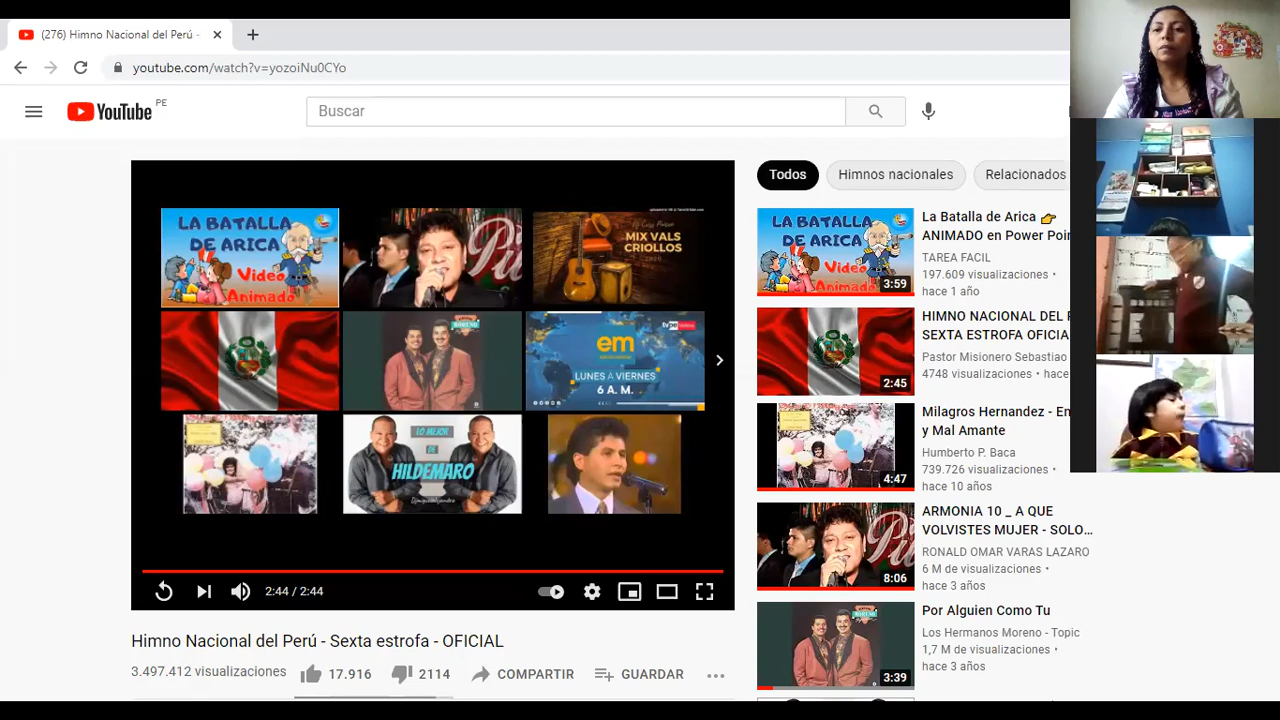 (276) Himno Nacional del Perú -
youtube.com/watch?v=yozoiNu0CYo
YouTube PE
Buscar
LA BATALLA
DE ARICA
Video
Animado
MIX VALS
CRIOLLOS
MORENO
em
LUNES A VIERNES
6 A. M.
LO MEJOR
DE
HILDEMARO
2:44 / 2:44
Himno Nacional del Perú - Sexta estrofa - OFICIAL
3.497.412 visualizaciones
17.916
2114
COMPARTIR
GUARDAR
Todos
Himnos nacionales
Relacionados
LA BATALLA
DE ARICA
Video
Animado
3:59
La Batalla de Arica 👉
ANIMADO en Power Poin
TAREA FACIL
197.609 visualizaciones •
hace 1 año
2:45
HIMNO NACIONAL DEL P
SEXTA ESTROFA OFICIA
Pastor Misionero Sebastiao
4748 visualizaciones • hace
4:47
Milagros Hernandez - En
y Mal Amante
Humberto P. Baca
739.726 visualizaciones •
hace 10 años
8:06
ARMONIA 10 _ A QUE
VOLVISTES MUJER - SOLO...
RONALD OMAR VARAS LAZARO
6 M de visualizaciones •
hace 3 años
3:39
Por Alguien Como Tu
Los Hermanos Moreno - Topic
1,7 M de visualizaciones •
hace 3 años